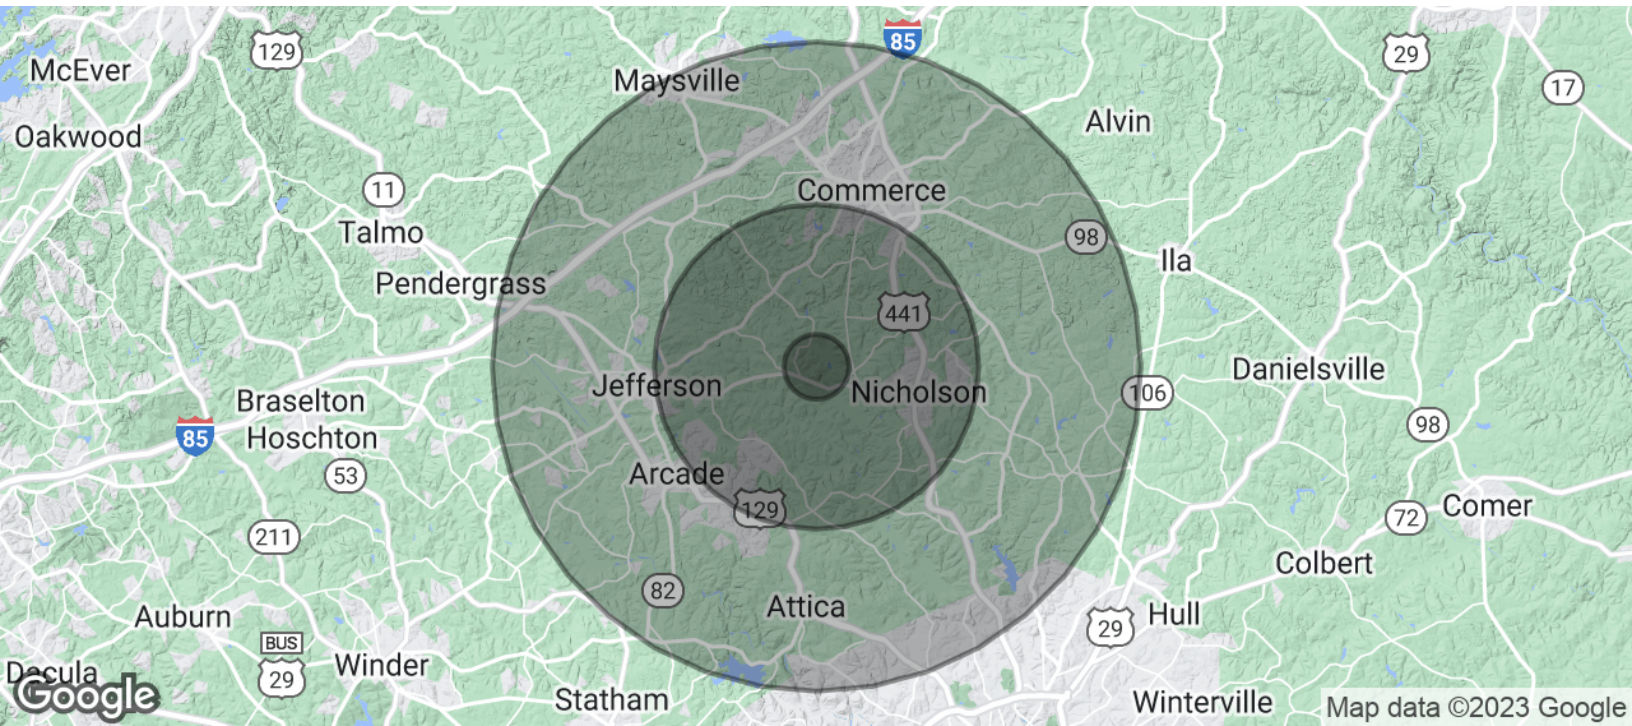 85
29
129
McEver
Maysville
17
Alvin
Oakwood
11
Commerce
Talmo
98
Ila
Pendergrass
441
Danielsville
Jefferson
Nicholson
106
Braselton
85
Hoschton
98
Arcade
53
129
Comer
72
211
Colbert
82
Attica
Auburn
Hull
29
BUS
29
Winder
Dacula
Google
Statham
Winterville
Map data ©2023 Google